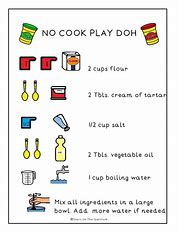 NO COOK PLAY DOH
2 cups flour
2 Tbls. cream of tartar
1/2 cup salt
2 Tbls. vegetable oil
1 cup boiling water
Mix all ingredients in a large
bowl. Add more water if needed